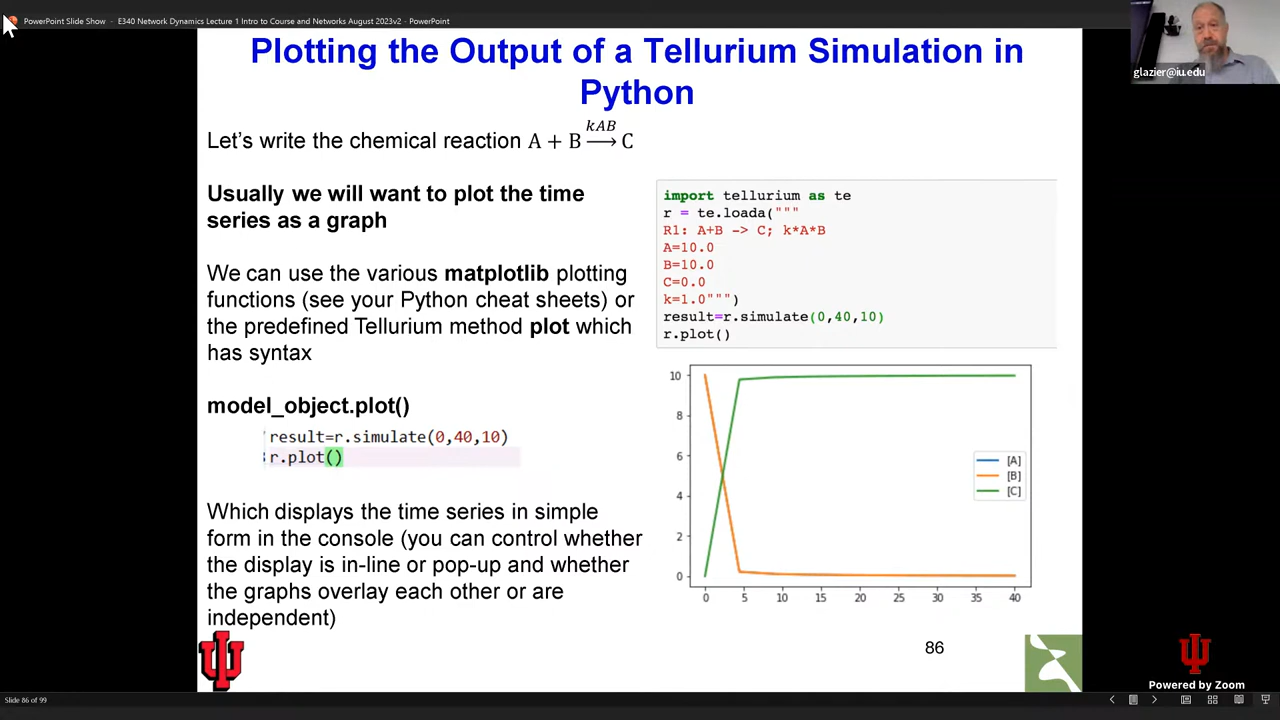 PowerPoint Slide Show - E340 Network Dynamics Lecture 1 Intro to Course and Networks August 2023v2 - PowerPoint
glazier@iu.edu
Plotting the Output of a Tellurium Simulation in
Python
Let's write the chemical reaction A + B kAB → C
Usually we will want to plot the time
series as a graph
We can use the various matplotlib plotting
functions (see your Python cheat sheets) or
the predefined Tellurium method plot which
has syntax
model_object.plot()
result=r.simulate(0,40,10)
r.plot()
Which displays the time series in simple
form in the console (you can control whether
the display is in-line or pop-up and whether
the graphs overlay each other or are
independent)
import tellurium as te
r = te.loada("""
R1: A+B -> C; k*A*B
A=10.0
B=10.0
C=0.0
k=1.0""")
result=r.simulate(0,40,10)
r.plot()
10
8
6
4
2
0
0 5 10 15 20 25 30 35 40
[A]
[B]
[C]
86
Powered by Zoom
Slide 86 of 99